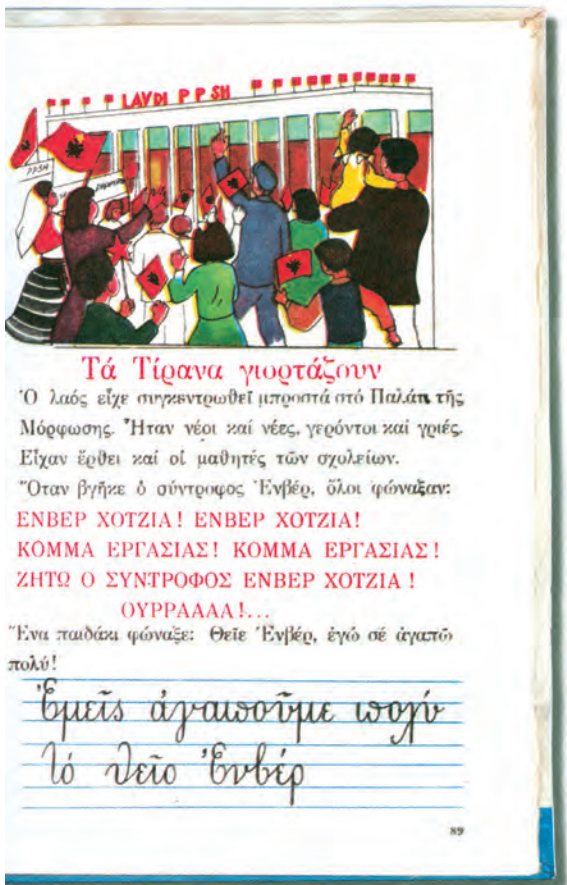 LAVDI P P SH
PPSH
Τά Τίρανα γιορτάζουν
Ὁ λαός εἶχε συγκεντρωθεῖ μπροστά στό Παλάτι τῆς
Μόρφωσης. Ἦταν νέοι καί νέες, γερόντοι καί γριές.
Εἶχαν ἔρθει καί οἱ μαθητές τῶν σχολείων.
Ὅταν βγῆκε ὁ σύντροφος Ἐνβέρ, ὅλοι φώναξαν:
ΕΝΒΕΡ ΧΟΤΖΙΑ! ΕΝΒΕΡ ΧΟΤΖΙΑ!
ΚΟΜΜΑ ΕΡΓΑΣΙΑΣ! ΚΟΜΜΑ ΕΡΓΑΣΙΑΣ!
ΖΗΤΩ Ο ΣΥΝΤΡΟΦΟΣ ΕΝΒΕΡ ΧΟΤΖΙΑ!
ΟΥΡΡΑΑΑΑ!...
Ἕνα παιδάκι φώναξε: Θεῖε Ἐνβέρ, ἐγώ σέ ἀγαπῶ
πολύ!
Ἐμεῖς ἀγαποῦμε πολύ
τό θεῖο Ἐνβέρ
89